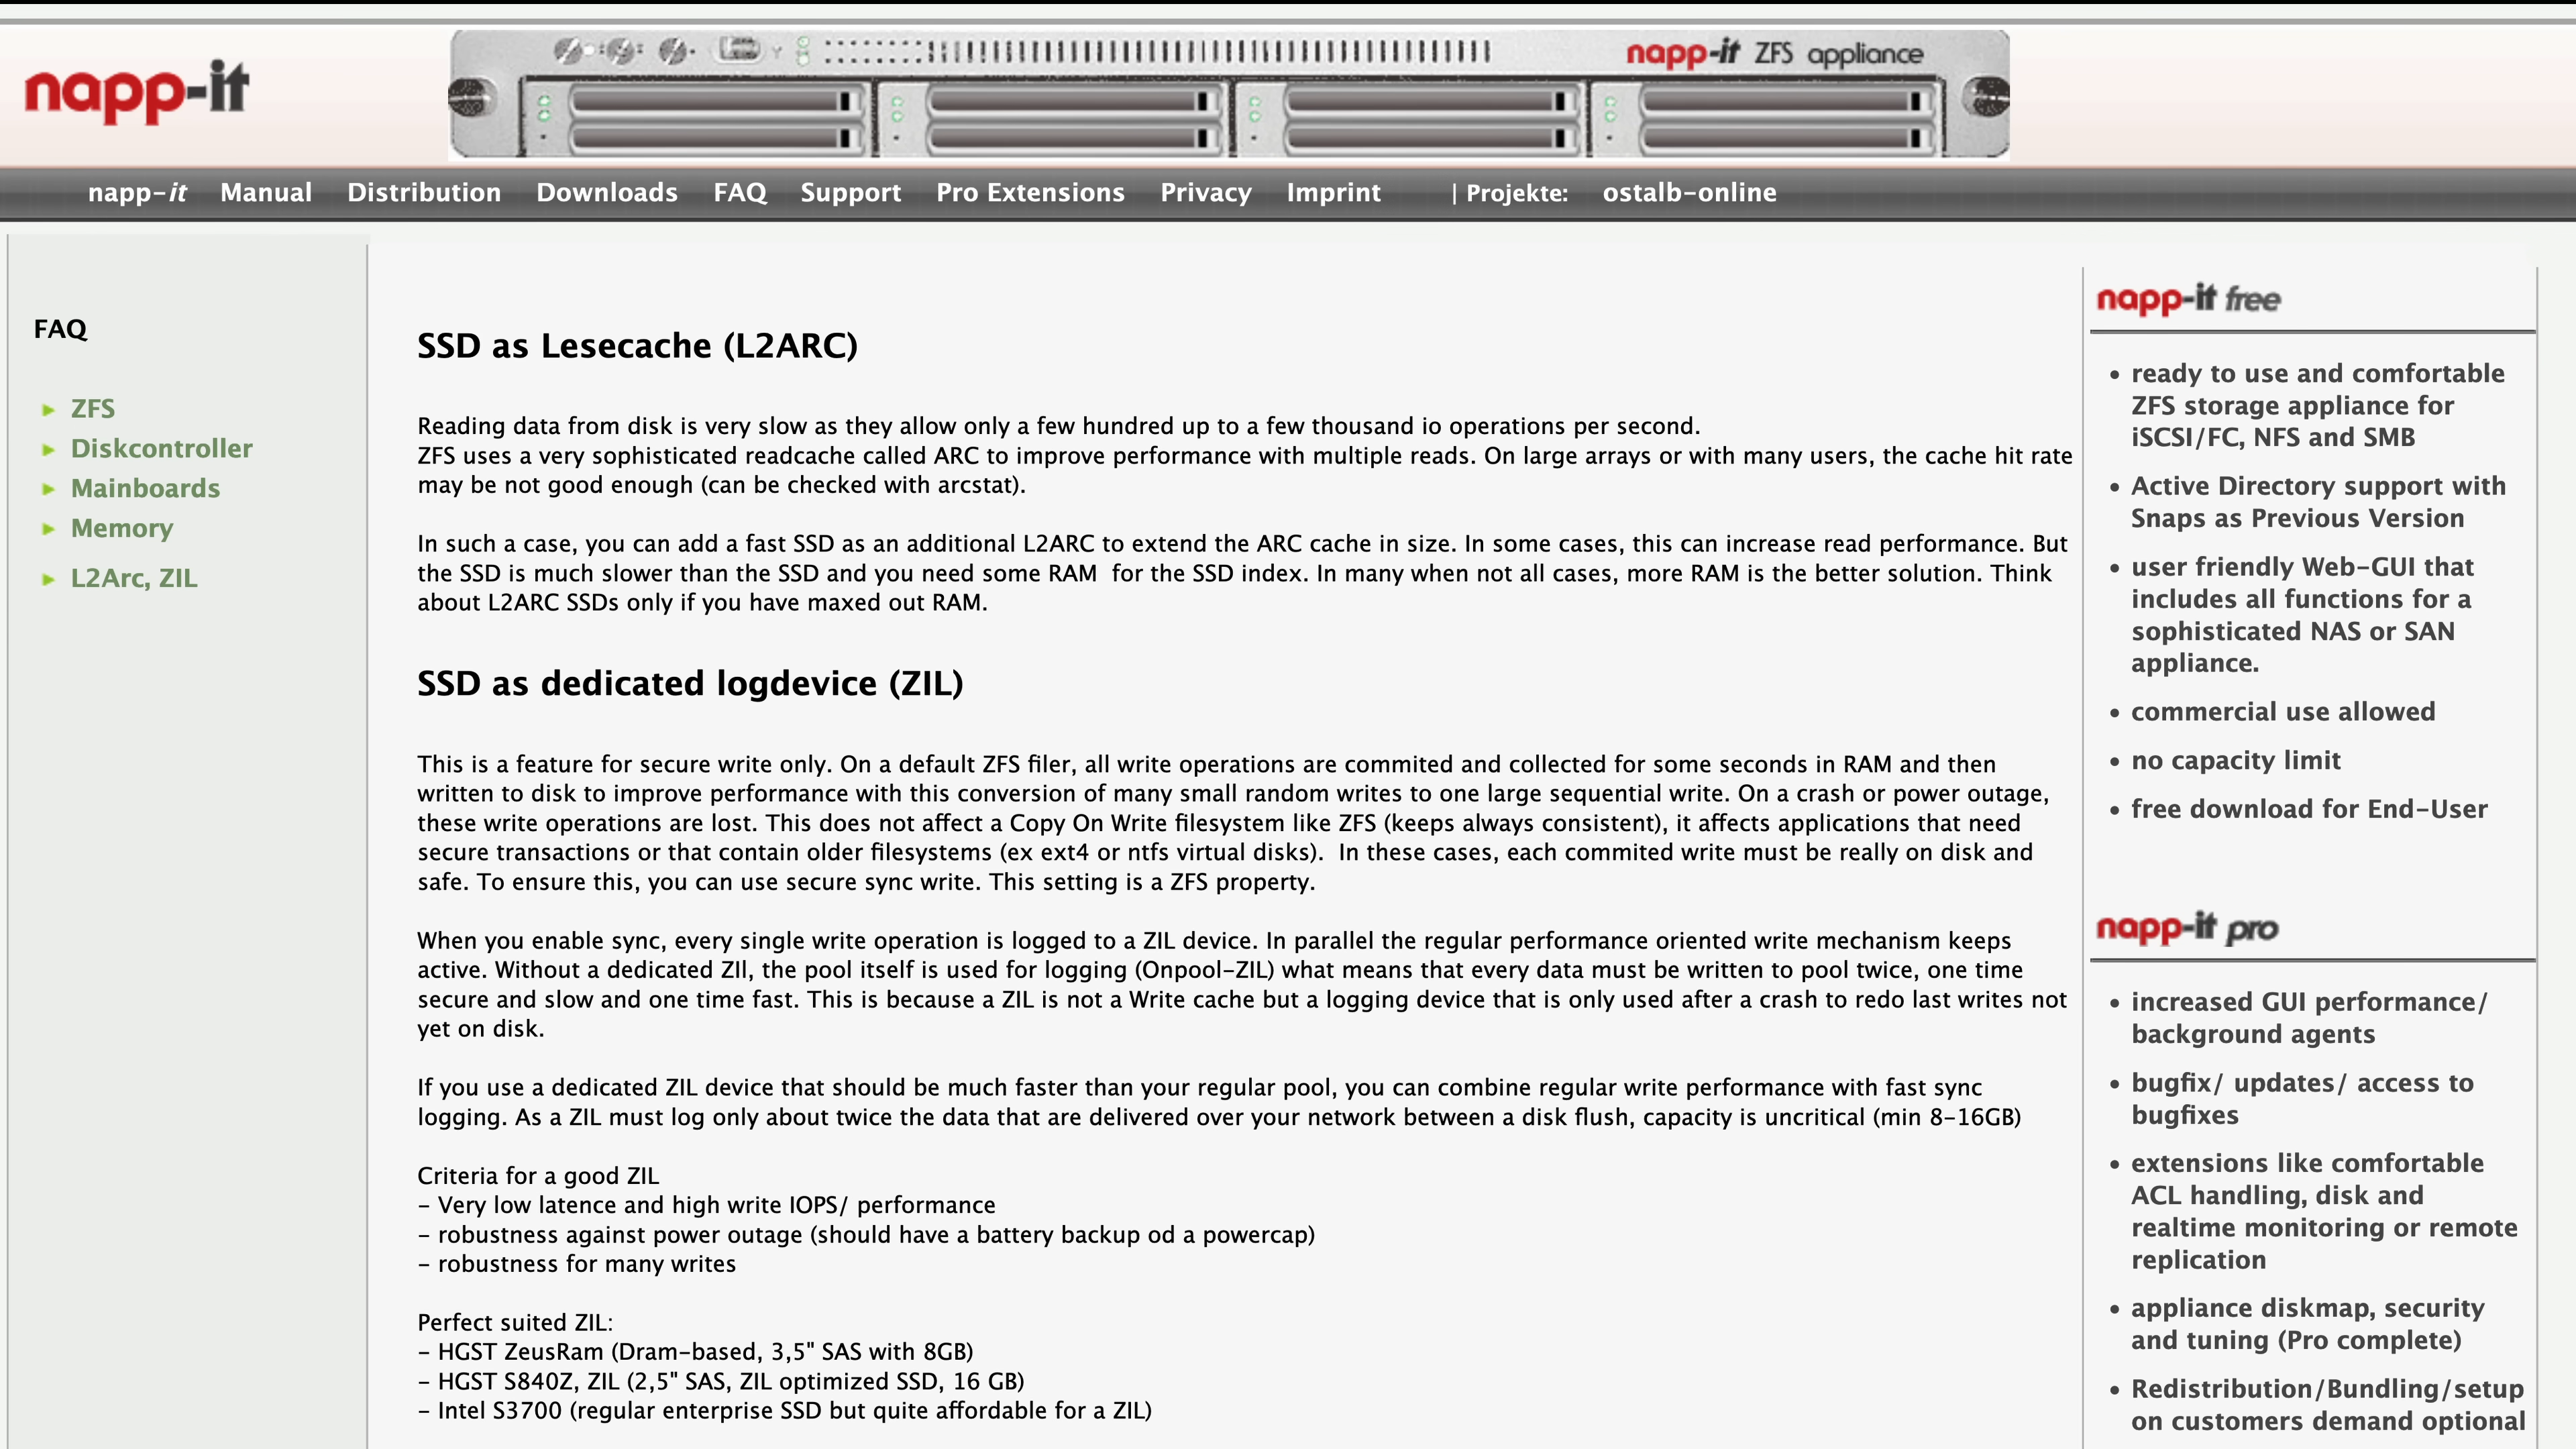 napp-it
napp-it ZFS appliance
napp-it Manual Distribution Downloads FAQ Support Pro Extensions Privacy Imprint | Projekte: ostalb-online
FAQ
ZFS
Diskcontroller
Mainboards
Memory
L2Arc, ZIL
SSD as Lesecache (L2ARC)
Reading data from disk is very slow as they allow only a few hundred up to a few thousand io operations per second.
ZFS uses a very sophisticated readcache called ARC to improve performance with multiple reads. On large arrays or with many users, the cache hit rate
may be not good enough (can be checked with arcstat).
In such a case, you can add a fast SSD as an additional L2ARC to extend the ARC cache in size. In some cases, this can increase read performance. But
the SSD is much slower than the SSD and you need some RAM  for the SSD index. In many when not all cases, more RAM is the better solution. Think
about L2ARC SSDs only if you have maxed out RAM.
SSD as dedicated logdevice (ZIL)
This is a feature for secure write only. On a default ZFS filer, all write operations are commited and collected for some seconds in RAM and then
written to disk to improve performance with this conversion of many small random writes to one large sequential write. On a crash or power outage,
these write operations are lost. This does not affect a Copy On Write filesystem like ZFS (keeps always consistent), it affects applications that need
secure transactions or that contain older filesystems (ex ext4 or ntfs virtual disks).  In these cases, each commited write must be really on disk and
safe. To ensure this, you can use secure sync write. This setting is a ZFS property.
When you enable sync, every single write operation is logged to a ZIL device. In parallel the regular performance oriented write mechanism keeps
active. Without a dedicated ZIl, the pool itself is used for logging (Onpool-ZIL) what means that every data must be written to pool twice, one time
secure and slow and one time fast. This is because a ZIL is not a Write cache but a logging device that is only used after a crash to redo last writes not
yet on disk.
If you use a dedicated ZIL device that should be much faster than your regular pool, you can combine regular write performance with fast sync
logging. As a ZIL must log only about twice the data that are delivered over your network between a disk flush, capacity is uncritical (min 8-16GB)
Criteria for a good ZIL
- Very low latence and high write IOPS/ performance
- robustness against power outage (should have a battery backup od a powercap)
- robustness for many writes
Perfect suited ZIL:
- HGST ZeusRam (Dram-based, 3,5" SAS with 8GB)
- HGST S840Z, ZIL (2,5" SAS, ZIL optimized SSD, 16 GB)
- Intel S3700 (regular enterprise SSD but quite affordable for a ZIL)
napp-it free
• ready to use and comfortable
ZFS storage appliance for
iSCSI/FC, NFS and SMB
• Active Directory support with
Snaps as Previous Version
• user friendly Web-GUI that
includes all functions for a
sophisticated NAS or SAN
appliance.
• commercial use allowed
• no capacity limit
• free download for End-User
napp-it pro
• increased GUI performance/
background agents
• bugfix/ updates/ access to
bugfixes
• extensions like comfortable
ACL handling, disk and
realtime monitoring or remote
replication
• appliance diskmap, security
and tuning (Pro complete)
• Redistribution/Bundling/setup
on customers demand optional